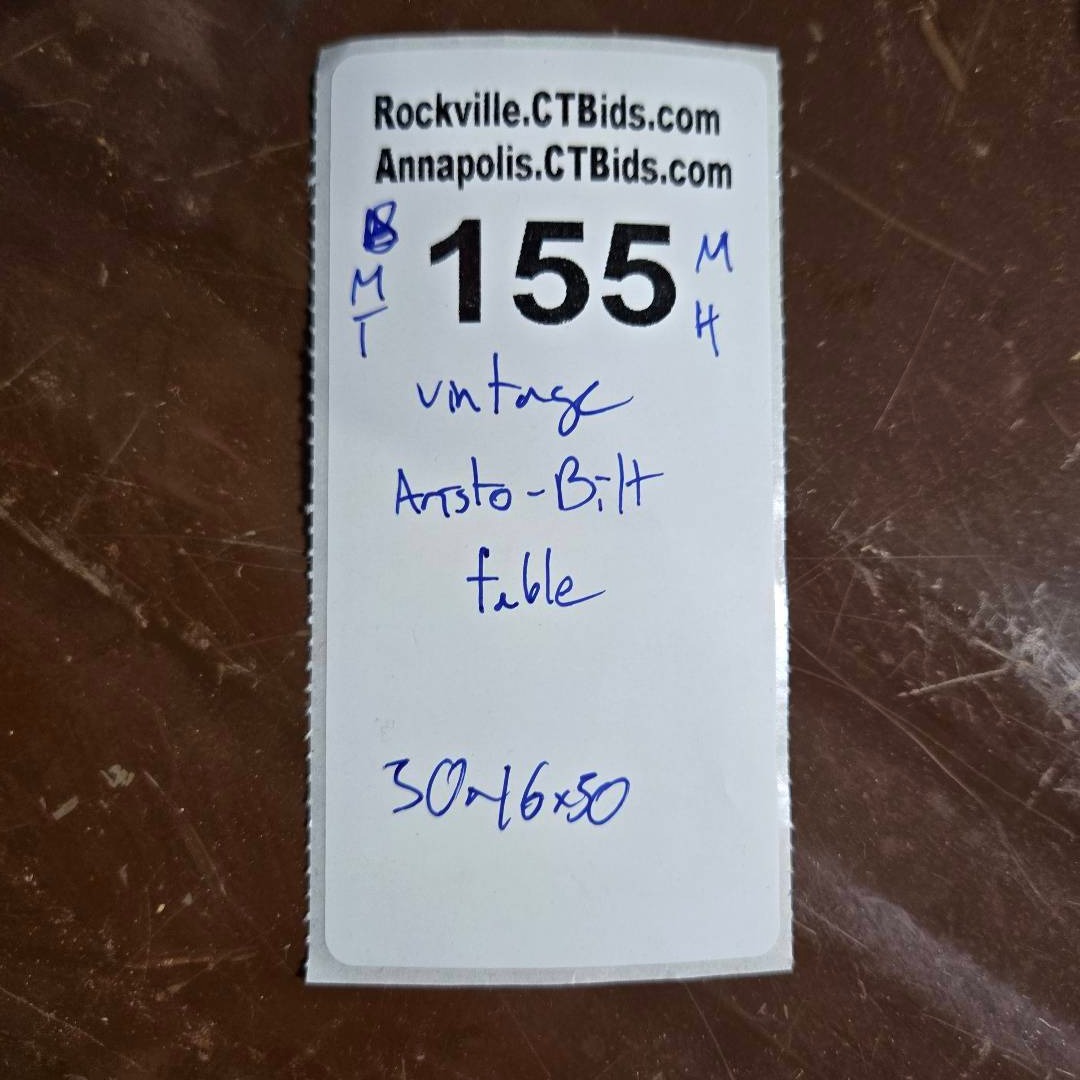 Rockville.CTBids.com
Annapolis.CTBids.com
155
M
T
M
H
vintage
Aristo-Bilt
table
30x16x50